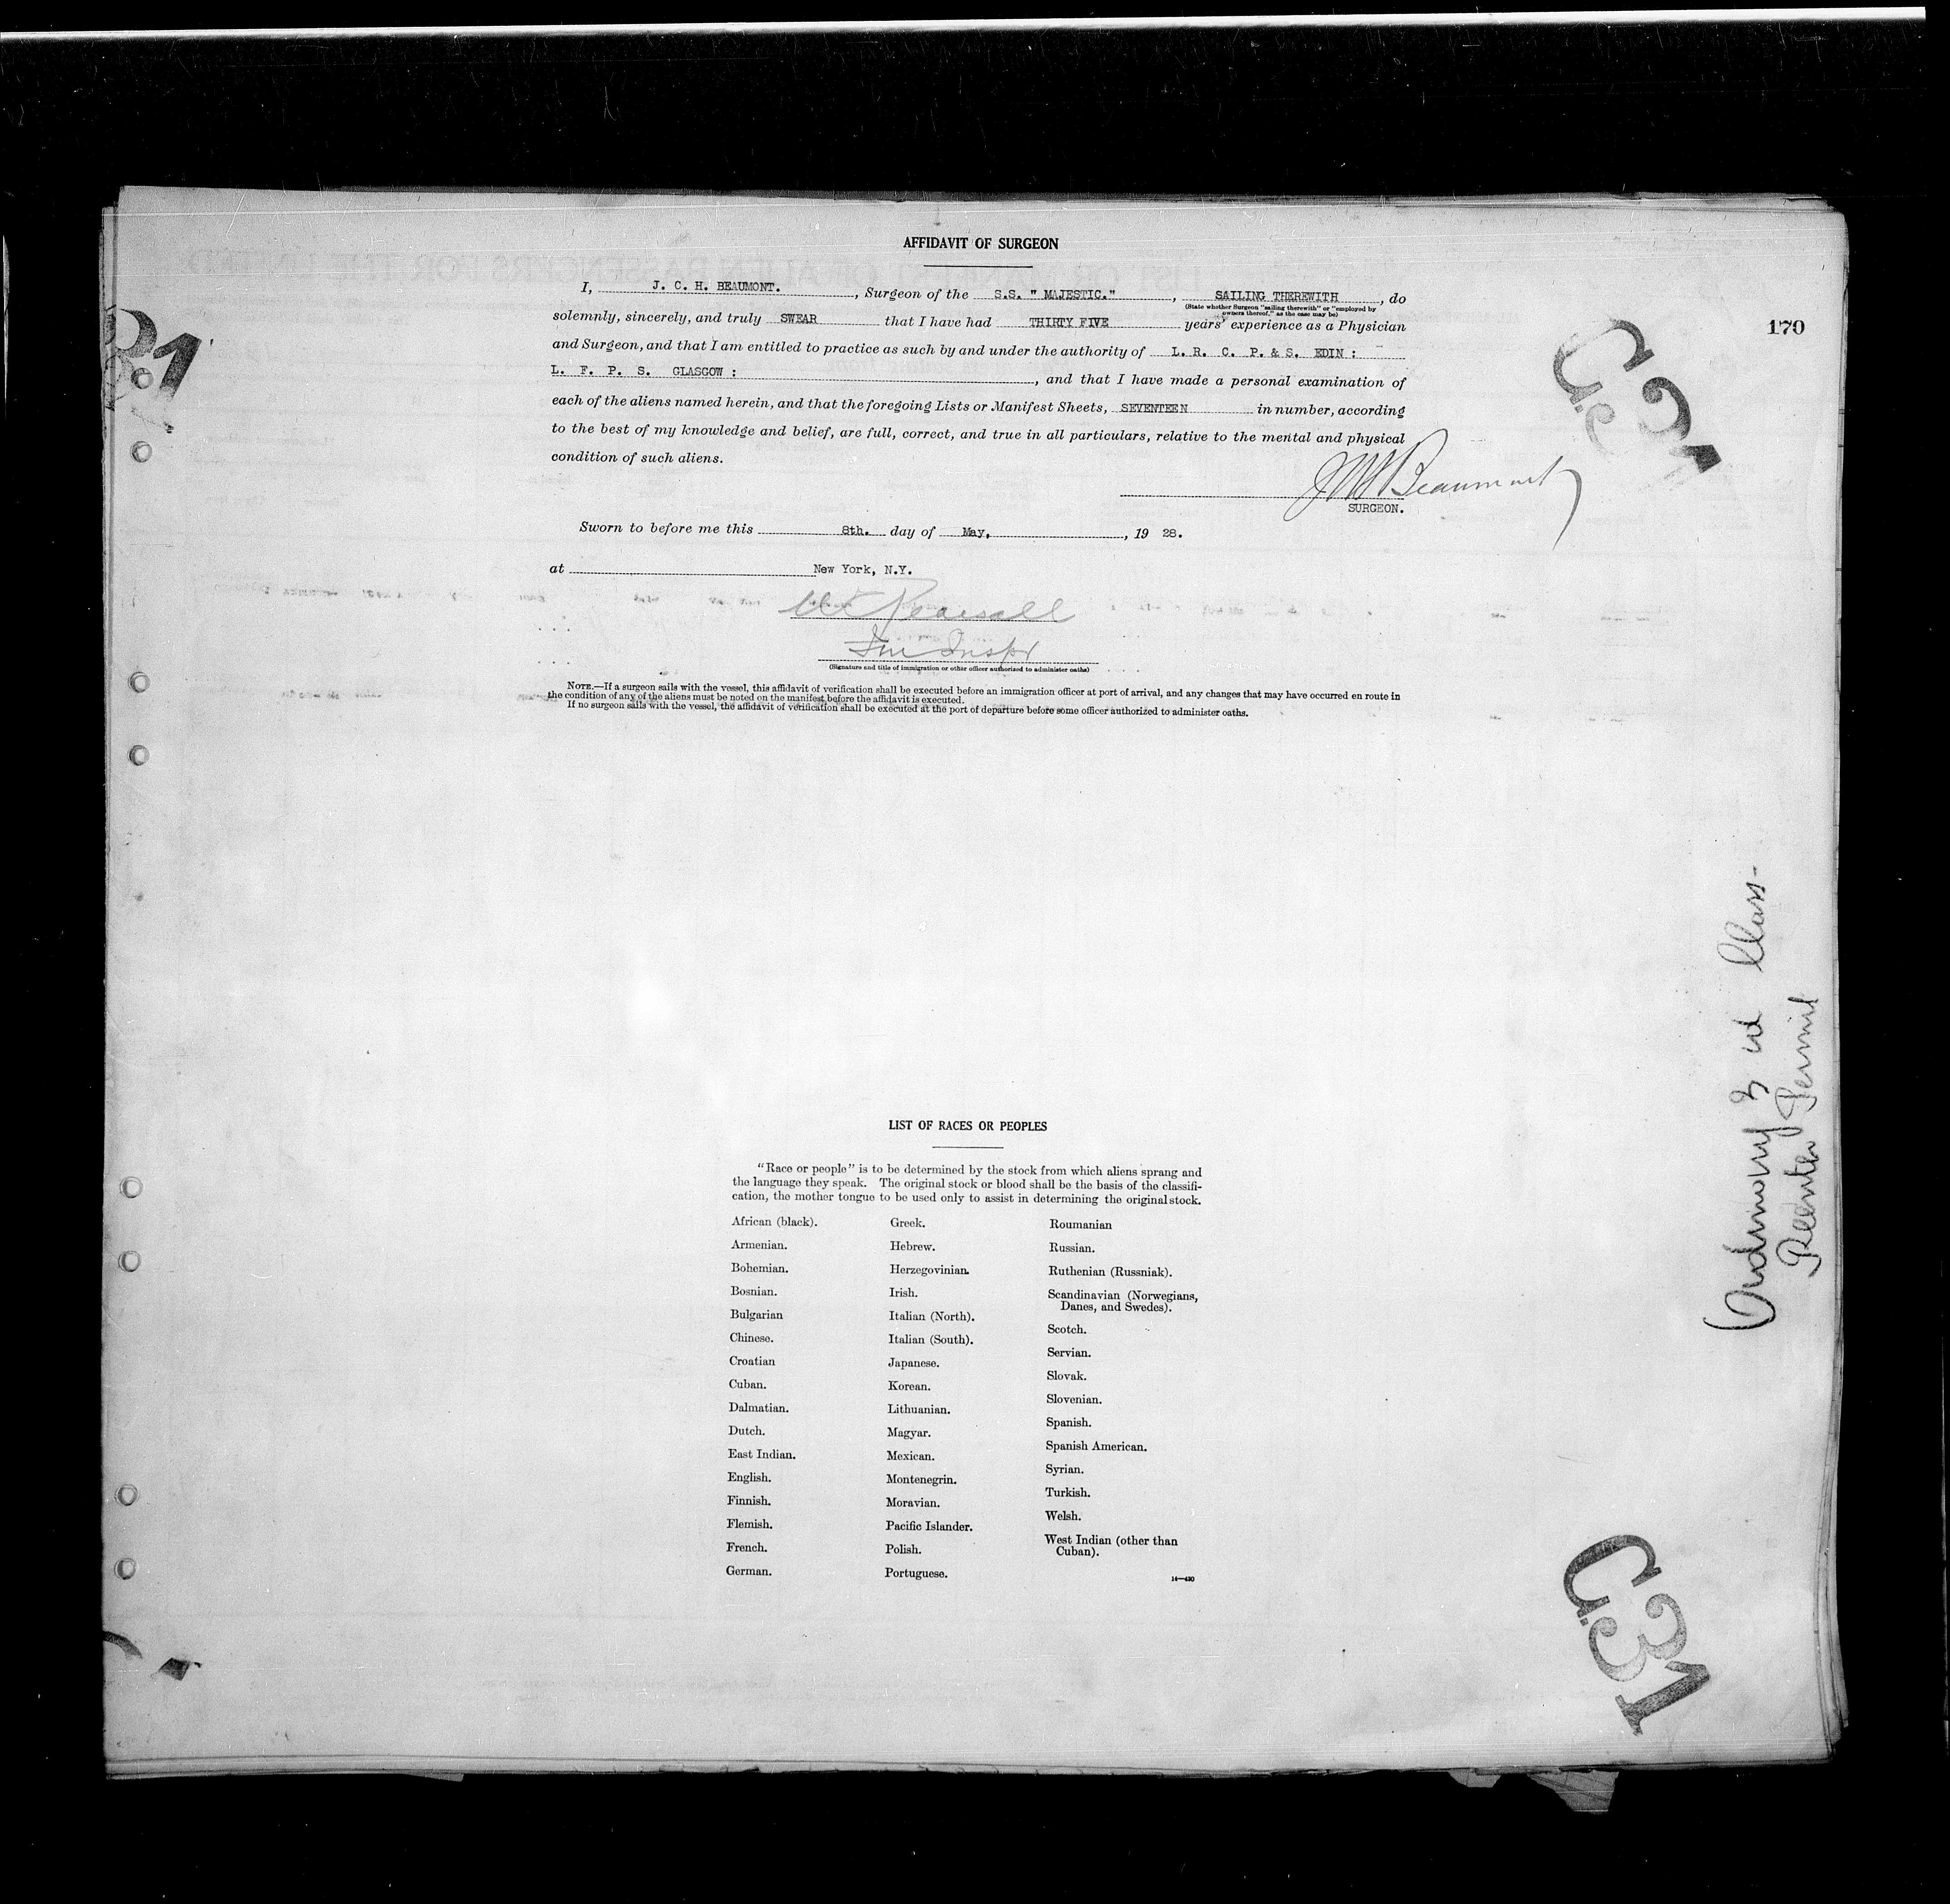 AFFIDAVIT OF SURGEON
I, J. C. H. BEAUMONT. , Surgeon of the S.S. " MAJESTIC." , SAILING THEREWITH , do
(State whether Surgeon "sailing therewith" or "employed by
owners thereof," as the case may be)
solemnly, sincerely, and truly SWEAR that I have had THIRTY FIVE years' experience as a Physician
and Surgeon, and that I am entitled to practice as such by and under the authority of L. R. C. P. & S. EDIN :
L. F. P. S. GLASGOW : , and that I have made a personal examination of
each of the aliens named herein, and that the foregoing Lists or Manifest Sheets, SEVENTEEN in number, according
to the best of my knowledge and belief, are full, correct, and true in all particulars, relative to the mental and physical
condition of such aliens.
Beaumont
SURGEON.
Sworn to before me this 8th. day of May, , 19 28.
at New York, N.Y.
Pearsall
Im Inspr
(Signature and title of immigration or other officer authorized to administer oaths)
NOTE.—If a surgeon sails with the vessel, this affidavit of verification shall be executed before an immigration officer at port of arrival, and any changes that may have occurred en route in
the condition of any of the aliens must be noted on the manifest before the affidavit is executed.
If no surgeon sails with the vessel, the affidavit of verification shall be executed at the port of departure before some officer authorized to administer oaths.
170
C31
LIST OF RACES OR PEOPLES
"Race or people" is to be determined by the stock from which aliens sprang and
the language they speak. The original stock or blood shall be the basis of the classifi-
cation, the mother tongue to be used only to assist in determining the original stock.
African (black).
Armenian.
Bohemian.
Bosnian.
Bulgarian
Chinese.
Croatian
Cuban.
Dalmatian.
Dutch.
East Indian.
English.
Finnish.
Flemish.
French.
German.
Greek.
Hebrew.
Herzegovinian.
Irish.
Italian (North).
Italian (South).
Japanese.
Korean.
Lithuanian.
Magyar.
Mexican.
Montenegrin.
Moravian.
Pacific Islander.
Polish.
Portuguese.
Roumanian
Russian.
Ruthenian (Russniak).
Scandinavian (Norwegians,
Danes, and Swedes).
Scotch.
Servian.
Slovak.
Slovenian.
Spanish.
Spanish American.
Syrian.
Turkish.
Welsh.
West Indian (other than
Cuban).
14—430
Class-
Reenter Permit
C31